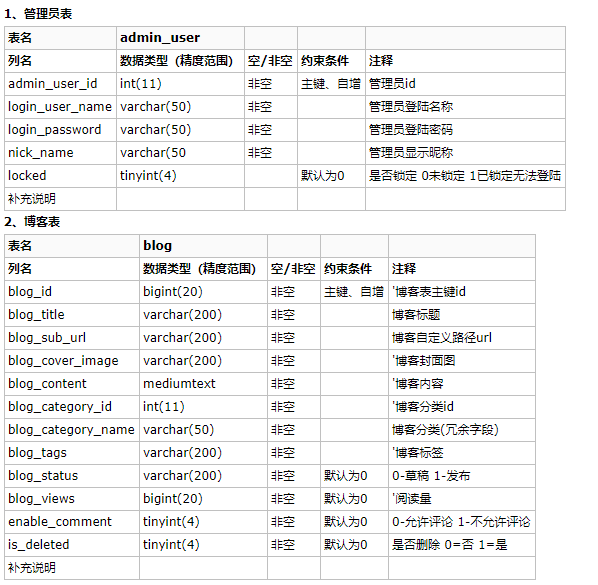 1、管理员表
表名 admin_user
列名 数据类型（精度范围） 空/非空 约束条件 注释
admin_user_id int(11) 非空 主键、自增 管理员id
login_user_name varchar(50) 非空 管理员登陆名称
login_password varchar(50) 非空 管理员登陆密码
nick_name varchar(50 非空 管理员显示昵称
locked tinyint(4) 默认为0 是否锁定 0未锁定 1已锁定无法登陆
补充说明
2、博客表
表名 blog
列名 数据类型（精度范围） 空/非空 约束条件 注释
blog_id bigint(20) 非空 主键、自增 '博客表主键id
blog_title varchar(200) 非空 博客标题
blog_sub_url varchar(200) 非空 博客自定义路径url
blog_cover_image varchar(200) 非空 '博客封面图
blog_content mediumtext 非空 '博客内容
blog_category_id int(11) 非空 '博客分类id
blog_category_name varchar(50) 非空 博客分类(冗余字段)
blog_tags varchar(200) 非空 '博客标签
blog_status varchar(200) 非空 默认为0 0-草稿 1-发布
blog_views bigint(20) 非空 默认为0 '阅读量
enable_comment tinyint(4) 非空 默认为0 0-允许评论 1-不允许评论
is_deleted tinyint(4) 非空 默认为0 是否删除 0=否 1=是
补充说明